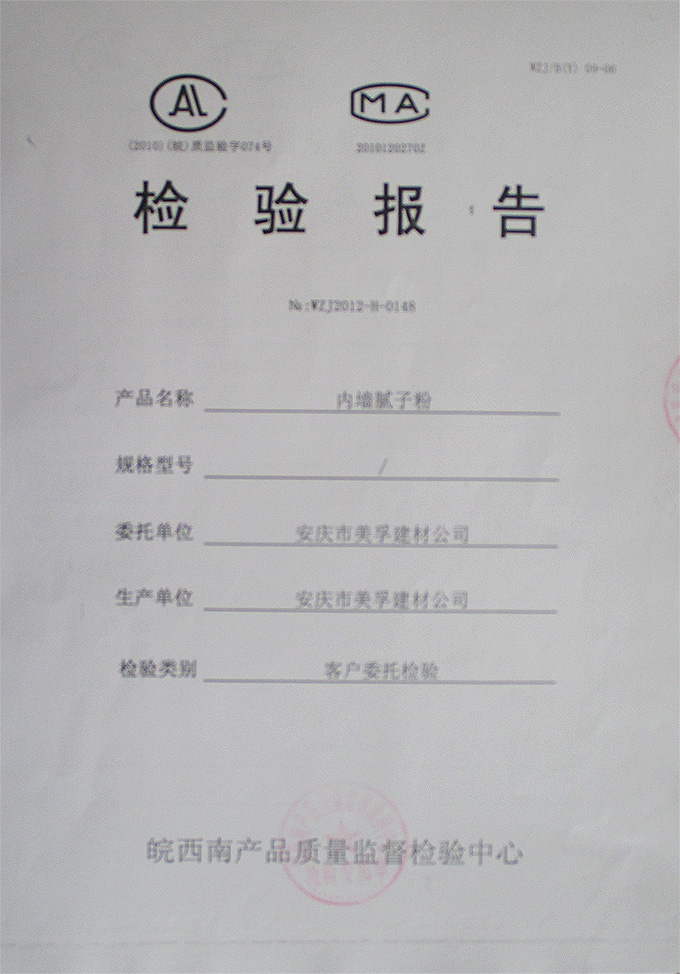 WZJ/B(Y) 09-06
CAL
CMA
(2010)(皖)质监验字074号
2010120270Z
检验报告
№:WZJ2012-H-0148
产品名称 内墙腻子粉
规格型号 /
委托单位 安庆市美孚建材公司
生产单位 安庆市美孚建材公司
检验类别 客户委托检验
皖西南产品质量监督检验中心